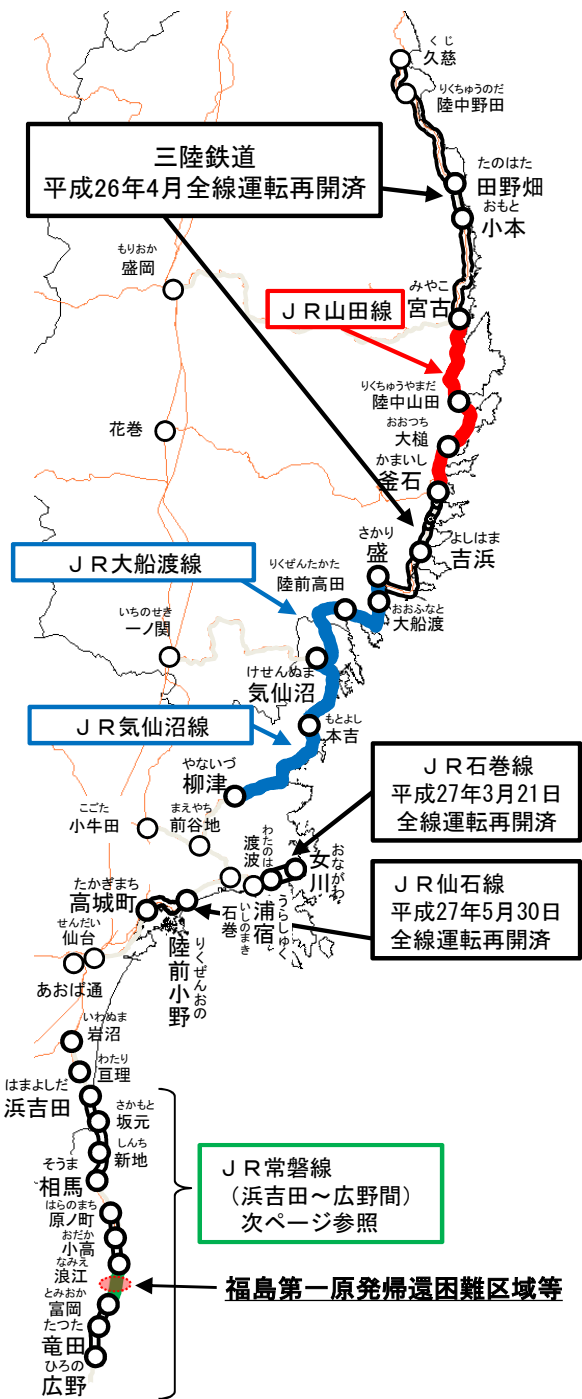 くじ
久慈
りくちゅうのだ
陸中野田
三陸鉄道
平成26年4月全線運転再開済
たのはた
田野畑
おもと
小本
もりおか
盛岡
みやこ
宮古
ＪＲ山田線
りくちゅうやまだ
陸中山田
花巻
おおつち
大槌
かまいし
釜石
さかり
盛
よしはま
吉浜
ＪＲ大船渡線
りくぜんたかた
陸前高田
おおふなと
大船渡
いちのせき
一ノ関
けせんぬま
気仙沼
ＪＲ気仙沼線
もとよし
本吉
やないづ
柳津
ＪＲ石巻線
平成27年3月21日
全線運転再開済
こごた
小牛田
まえやち
前谷地
わたのは
渡波
おながわ
女川
ＪＲ仙石線
平成27年5月30日
全線運転再開済
たかぎまち
高城町
いしのまき
石巻
うらしゅく
浦宿
せんだい
仙台
りくぜんおの
陸前小野
あおば通
いわぬま
岩沼
わたり
亘理
はまよしだ
浜吉田
さかもと
坂元
しんち
新地
そうま
相馬
ＪＲ常磐線
（浜吉田～広野間）
次ページ参照
はらのまち
原ノ町
おだか
小高
なみえ
浪江
福島第一原発帰還困難区域等
とみおか
富岡
たつた
竜田
ひろの
広野